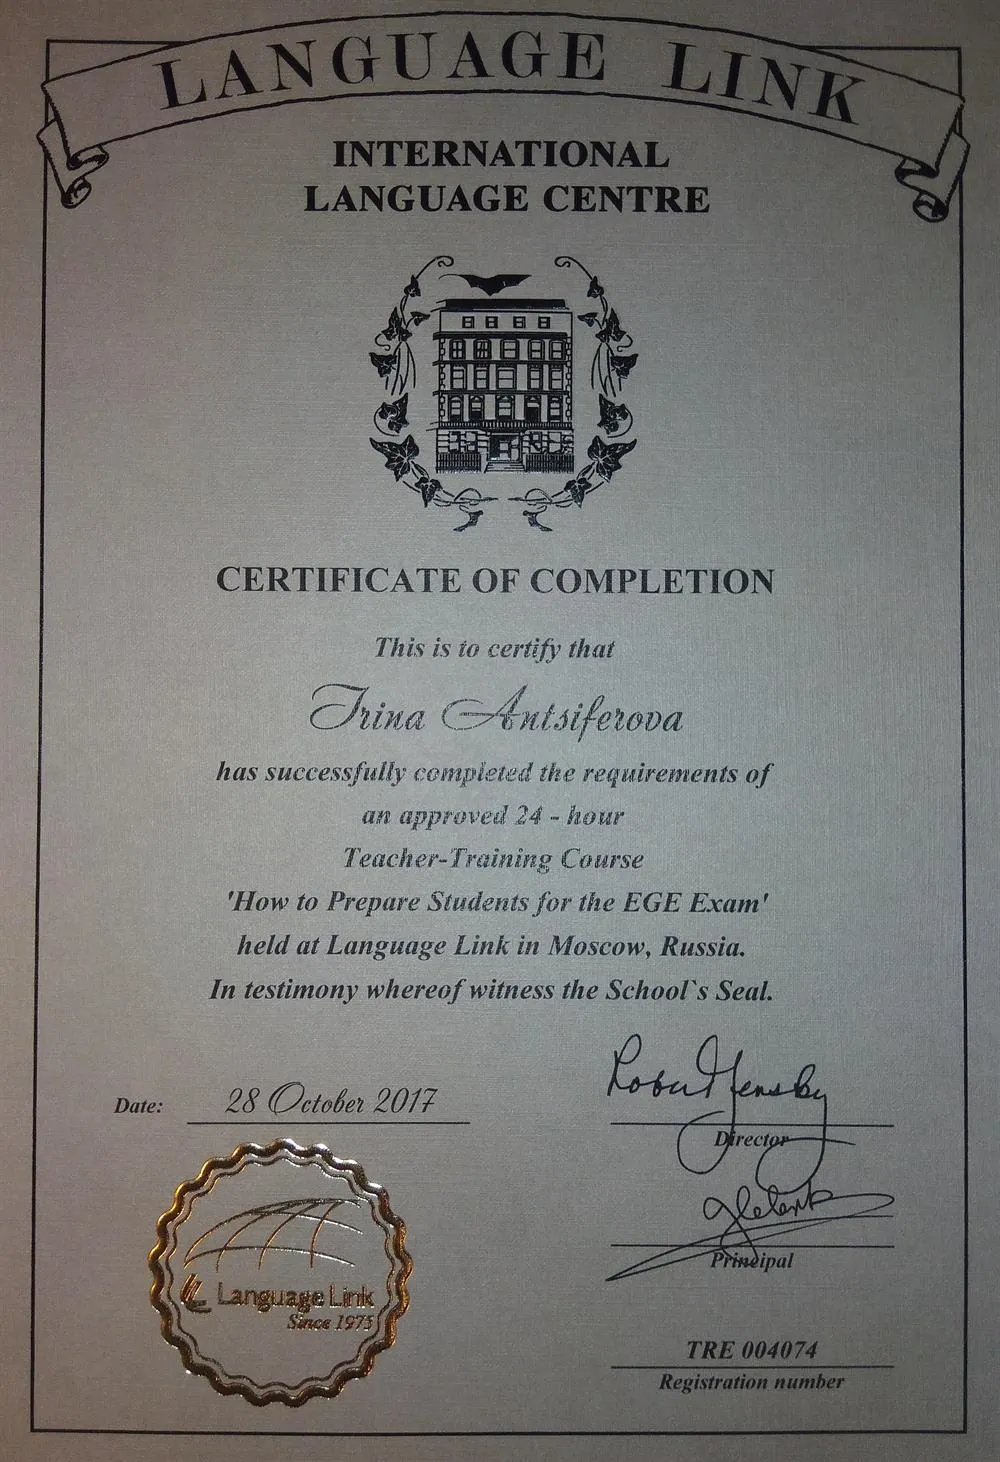 LANGUAGE LINK
INTERNATIONAL
LANGUAGE CENTRE
CERTIFICATE OF COMPLETION
This is to certify that
Irina Antsiferova
has successfully completed the requirements of
an approved 24 - hour
Teacher-Training Course
'How to Prepare Students for the EGE Exam'
held at Language Link in Moscow, Russia.
In testimony whereof witness the School`s Seal.
Date: 28 October 2017
Director
Principal
Language Link
Since 1975
TRE 004074
Registration number